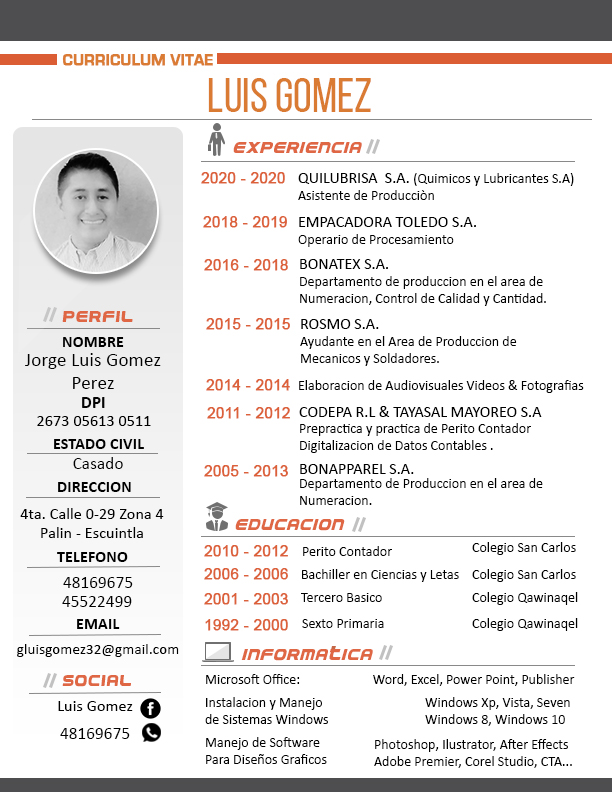 CURRICULUM VITAE
LUIS GOMEZ
// PERFIL
NOMBRE
Jorge Luis Gomez
Perez
DPI
2673 05613 0511
ESTADO CIVIL
Casado
DIRECCION
4ta. Calle 0-29 Zona 4
Palin - Escuintla
TELEFONO
48169675
45522499
EMAIL
gluisgomez32@gmail.com
// SOCIAL
Luis Gomez
48169675
EXPERIENCIA //
2020 - 2020 QUILUBRISA S.A. (Quimicos y Lubricantes S.A)
Asistente de Producciòn
2018 - 2019 EMPACADORA TOLEDO S.A.
Operario de Procesamiento
2016 - 2018 BONATEX S.A.
Departamento de produccion en el area de
Numeracion, Control de Calidad y Cantidad.
2015 - 2015 ROSMO S.A.
Ayudante en el Area de Produccion de
Mecanicos y Soldadores.
2014 - 2014 Elaboracion de Audiovisuales Videos & Fotografias
2011 - 2012 CODEPA R.L & TAYASAL MAYOREO S.A
Prepractica y practica de Perito Contador
Digitalizacion de Datos Contables .
2005 - 2013 BONAPPAREL S.A.
Departamento de Produccion en el area de
Numeracion.
EDUCACION //
2010 - 2012 Perito Contador Colegio San Carlos
2006 - 2006 Bachiller en Ciencias y Letas Colegio San Carlos
2001 - 2003 Tercero Basico Colegio Qawinaqel
1992 - 2000 Sexto Primaria Colegio Qawinaqel
INFORMATICA //
Microsoft Office: Word, Excel, Power Point, Publisher
Instalacion y Manejo Windows Xp, Vista, Seven
de Sistemas Windows Windows 8, Windows 10
Manejo de Software Photoshop, Ilustrator, After Effects
Para Diseños Graficos Adobe Premier, Corel Studio, CTA...